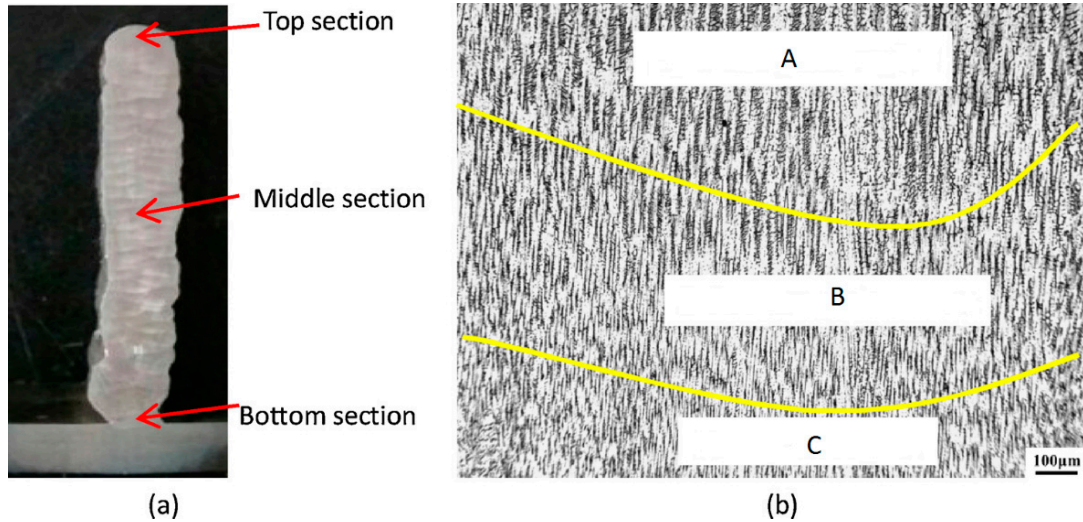 Top section
Middle section
Bottom section
(a)
A
B
C
100μm
(b)